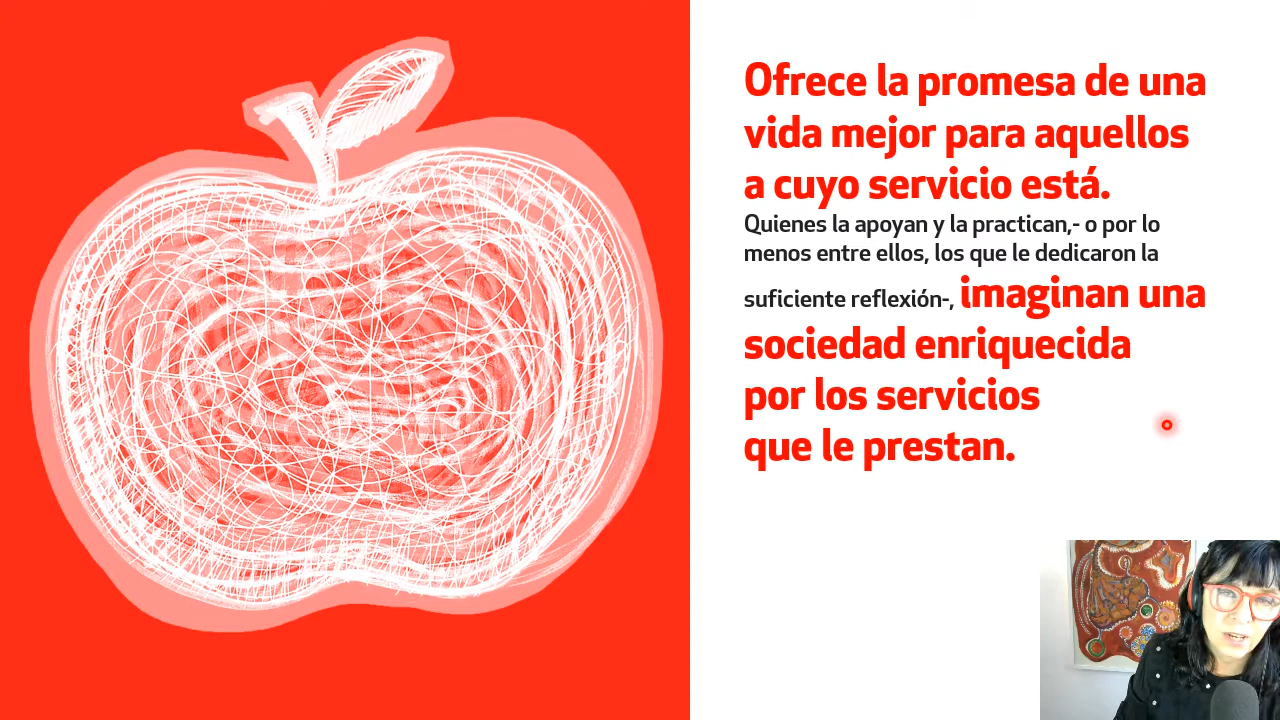 Ofrece la promesa de una
vida mejor para aquellos
a cuyo servicio está.
Quienes la apoyan y la practican,- o por lo
menos entre ellos, los que le dedicaron la
suficiente reflexión-, imaginan una
sociedad enriquecida
por los servicios
que le prestan.